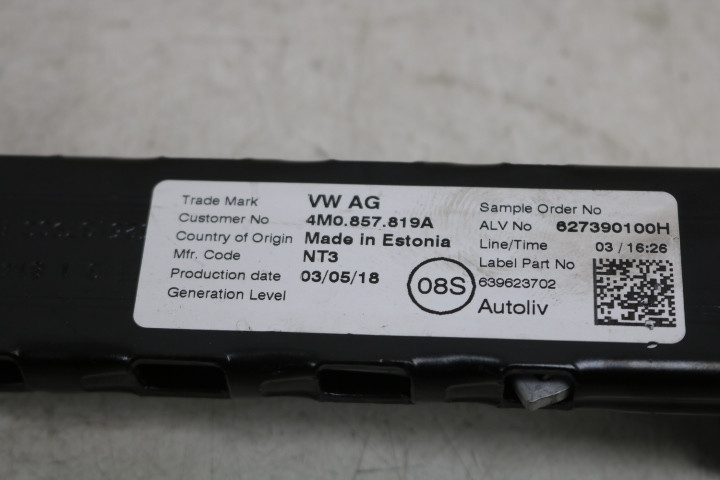 Trade Mark VW AG
Customer No 4M0.857.819A
Country of Origin Made in Estonia
Mfr. Code NT3
Production date 03/05/18
Generation Level
08S
Sample Order No
ALV No 627390100H
Line/Time 03 / 16:26
Label Part No
639623702
Autoliv